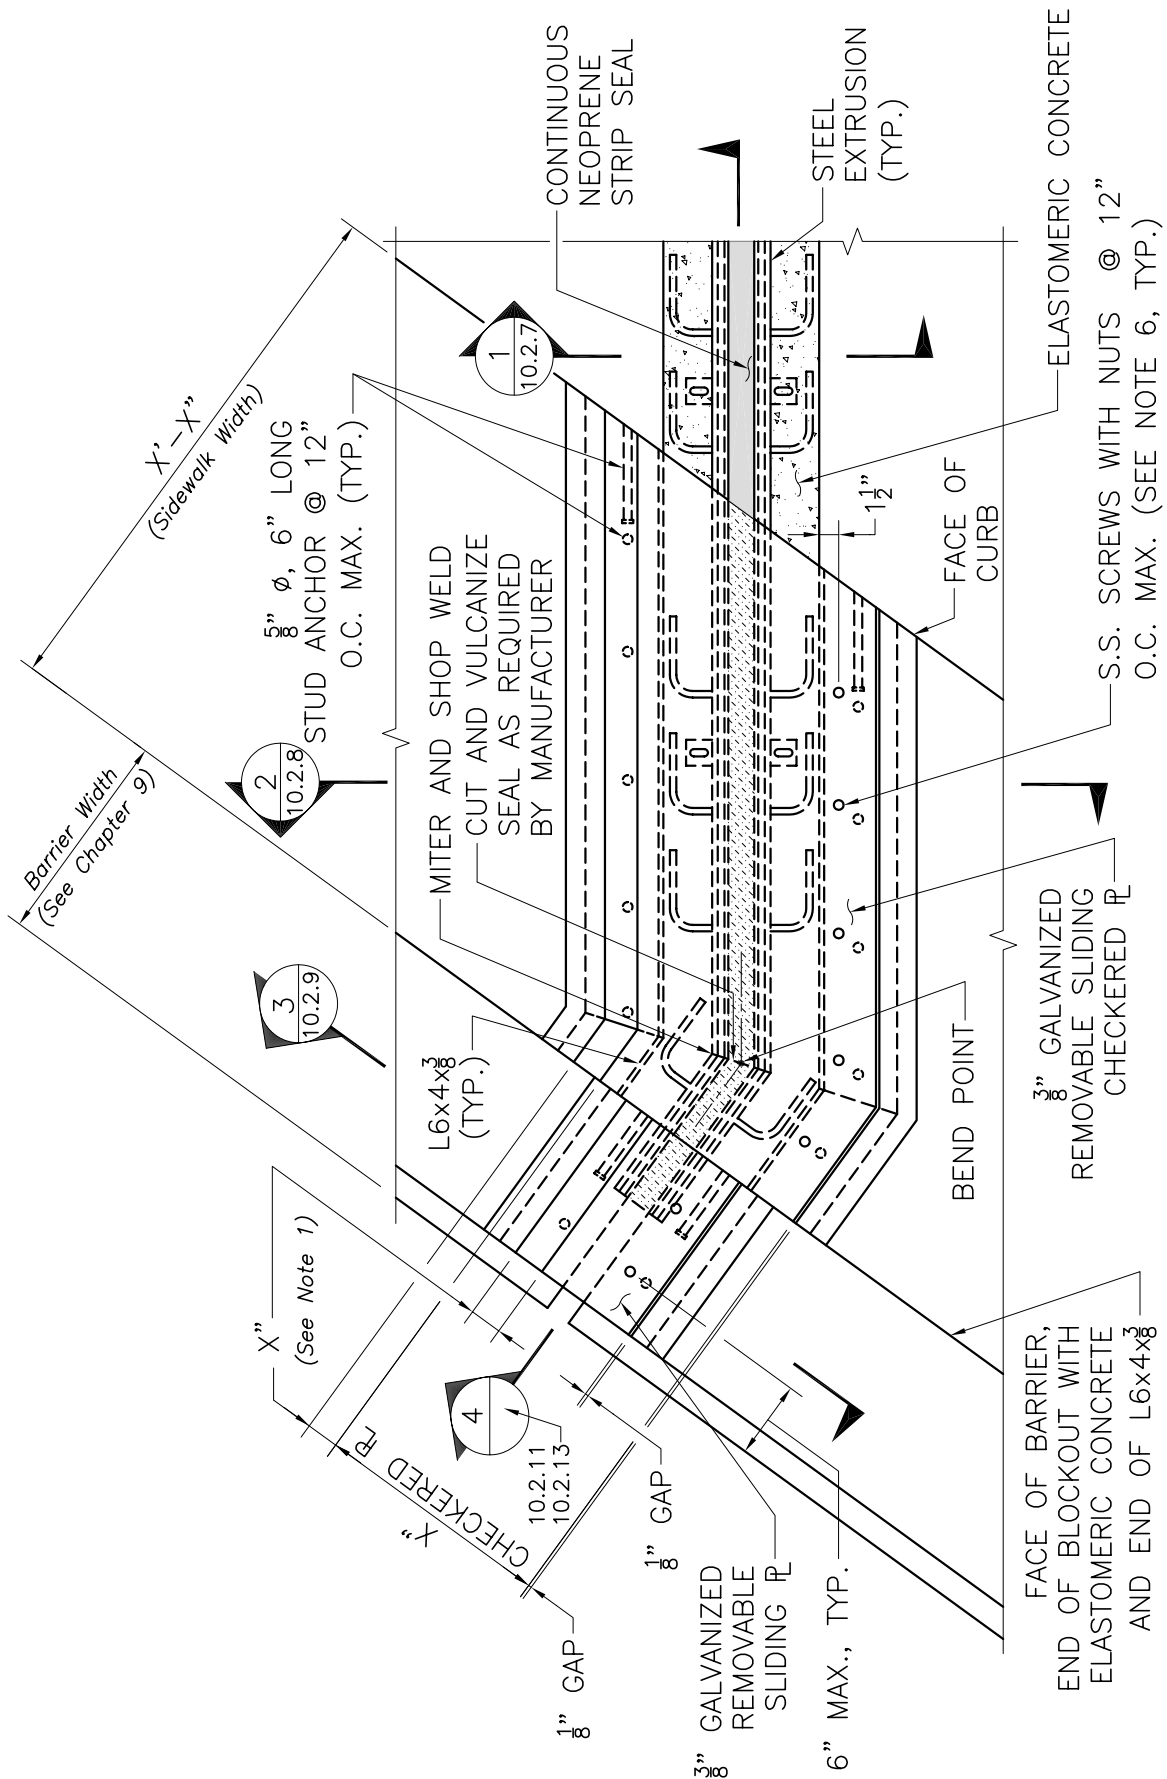 X'-X"
(Sidewalk Width)
Barrier Width
(See Chapter 9)
5/8" ø, 6" LONG
STUD ANCHOR @ 12"
O.C. MAX. (TYP.)
CONTINUOUS
NEOPRENE
STRIP SEAL
STEEL
EXTRUSION
(TYP.)
ELASTOMERIC CONCRETE
1
10.2.7
2
10.2.8
3
10.2.9
4
10.2.11
10.2.13
MITER AND SHOP WELD
CUT AND VULCANIZE
SEAL AS REQUIRED
BY MANUFACTURER
L6x4x3/8
(TYP.)
X"
(See Note 1)
X"
CHECKERED PL
1/8" GAP
1/8" GAP
3/8" GALVANIZED
REMOVABLE
SLIDING PL
6" MAX., TYP.
1 1/2"
FACE OF
CURB
S.S. SCREWS WITH NUTS @ 12"
O.C. MAX. (SEE NOTE 6, TYP.)
BEND POINT
3/8" GALVANIZED
REMOVABLE SLIDING
CHECKERED PL
FACE OF BARRIER,
END OF BLOCKOUT WITH
ELASTOMERIC CONCRETE
AND END OF L6x4x3/8